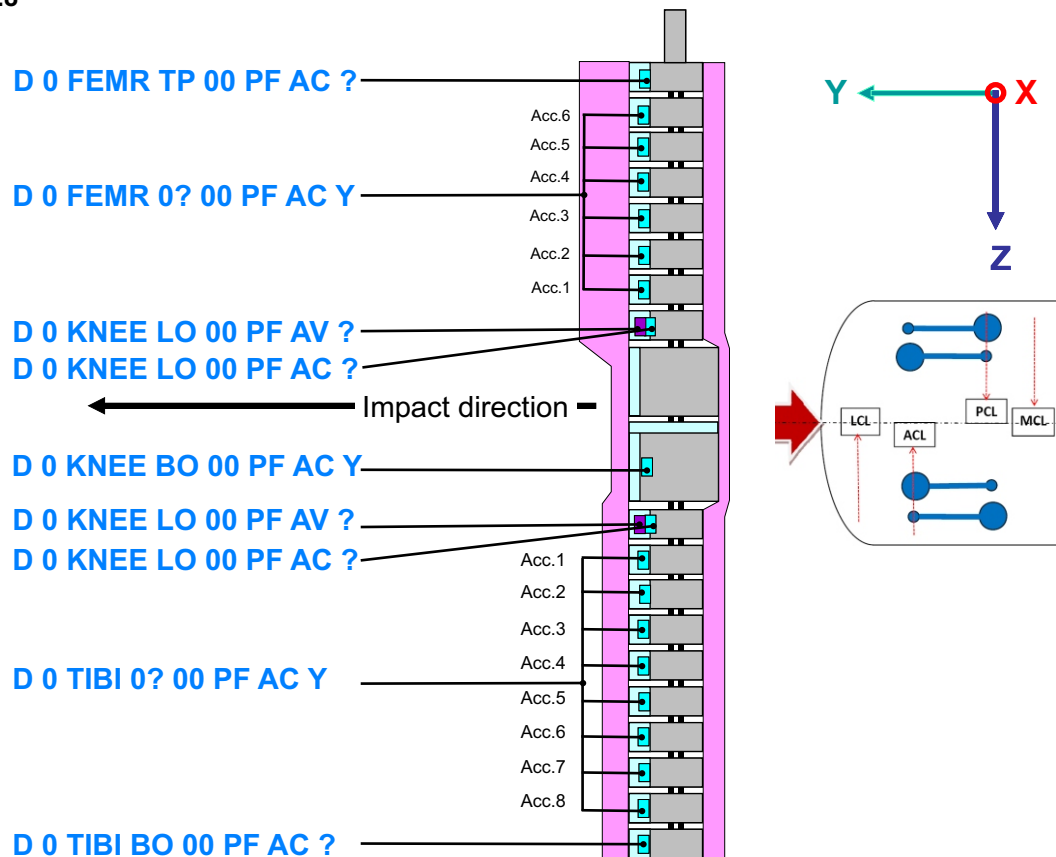 D 0 FEMR TP 00 PF AC ?
Acc.6
Acc.5
Acc.4
D 0 FEMR 0? 00 PF AC Y
Acc.3
Acc.2
Acc.1
D 0 KNEE LO 00 PF AV ?
D 0 KNEE LO 00 PF AC ?
Impact direction
D 0 KNEE BO 00 PF AC Y
D 0 KNEE LO 00 PF AV ?
D 0 KNEE LO 00 PF AC ?
Acc.1
Acc.2
Acc.3
Acc.4
D 0 TIBI 0? 00 PF AC Y
Acc.5
Acc.6
Acc.7
Acc.8
D 0 TIBI BO 00 PF AC ?
Y
X
Z
LCL
ACL
PCL
MCL